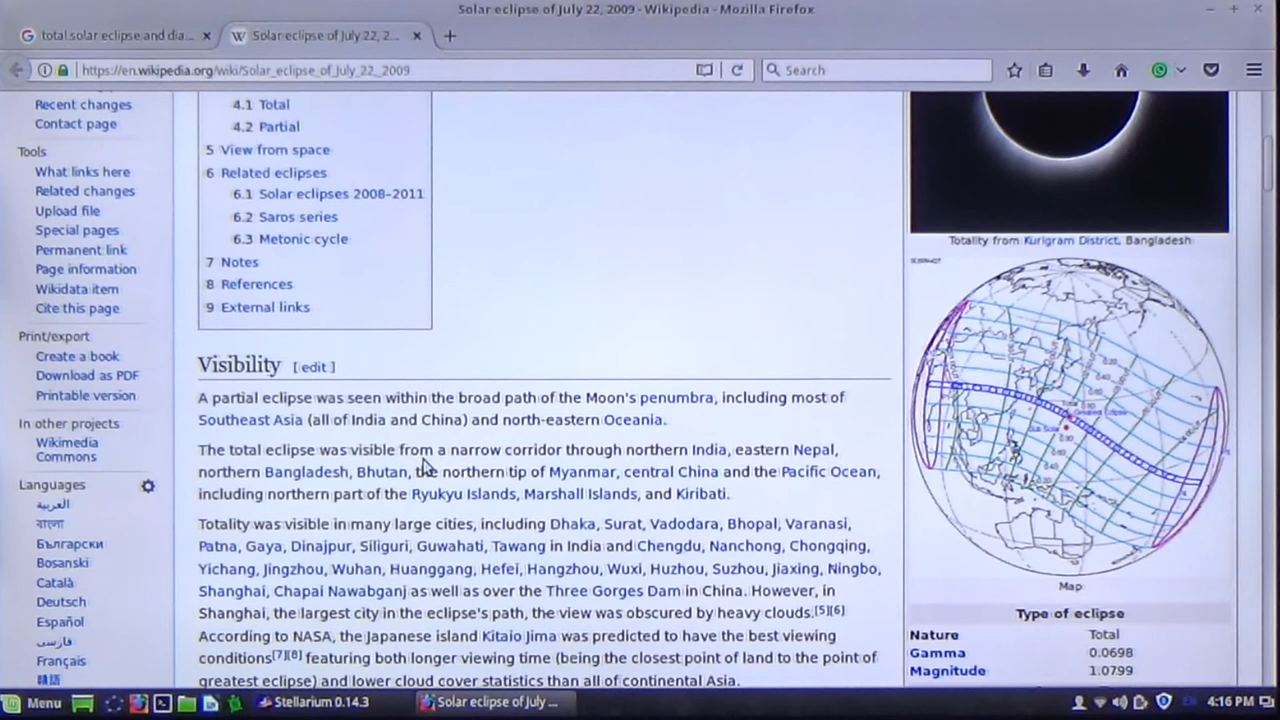 Solar eclipse of July 22, 2009 - Wikipedia - Mozilla Firefox
total solar eclipse and dia...
Solar eclipse of July 22, 2...
https://en.wikipedia.org/wiki/Solar_eclipse_of_July_22,_2009
Search
Recent changes
Contact page
Tools
What links here
Related changes
Upload file
Special pages
Permanent link
Page information
Wikidata item
Cite this page
Print/export
Create a book
Download as PDF
Printable version
In other projects
Wikimedia
Commons
Languages
العربية
বাংলা
Български
Bosanski
Català
Deutsch
Español
فارسی
Français
4.1 Total
4.2 Partial
5 View from space
6 Related eclipses
6.1 Solar eclipses 2008–2011
6.2 Saros series
6.3 Metonic cycle
7 Notes
8 References
9 External links
Visibility [ edit ]
A partial eclipse was seen within the broad path of the Moon's penumbra, including most of
Southeast Asia (all of India and China) and north-eastern Oceania.
The total eclipse was visible from a narrow corridor through northern India, eastern Nepal,
northern Bangladesh, Bhutan, the northern tip of Myanmar, central China and the Pacific Ocean,
including northern part of the Ryukyu Islands, Marshall Islands, and Kiribati.
Totality was visible in many large cities, including Dhaka, Surat, Vadodara, Bhopal, Varanasi,
Patna, Gaya, Dinajpur, Siliguri, Guwahati, Tawang in India and Chengdu, Nanchong, Chongqing,
Yichang, Jingzhou, Wuhan, Huanggang, Hefei, Hangzhou, Wuxi, Huzhou, Suzhou, Jiaxing, Ningbo,
Shanghai, Chapai Nawabganj as well as over the Three Gorges Dam in China. However, in
Shanghai, the largest city in the eclipse's path, the view was obscured by heavy clouds.[5][6]
According to NASA, the Japanese island Kitaio Jima was predicted to have the best viewing
conditions[7][8] featuring both longer viewing time (being the closest point of land to the point of
greatest eclipse) and lower cloud cover statistics than all of continental Asia.
Totality from Kurigram District, Bangladesh
Greatest Eclipse
Sub Solar
Map
Type of eclipse
Nature Total
Gamma 0.0698
Magnitude 1.0799
Menu
Stellarium 0.14.3
Solar eclipse of July ...
4:16 PM